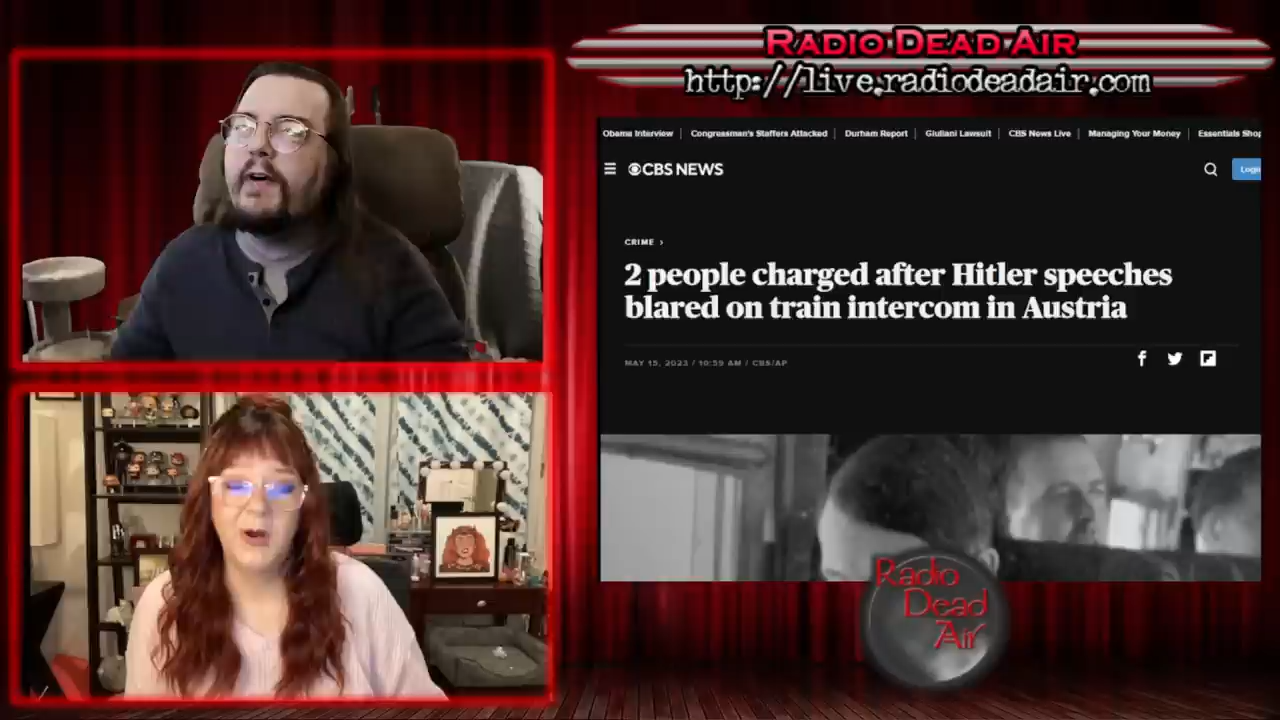 Radio Dead Air
http://live.radiodeadair.com
Obama Interview | Congressman's Staffers Attacked | Durham Report | Giuliani Lawsuit | CBS News Live | Managing Your Money | Essentials Shop
CBS NEWS
Login
CRIME ›
2 people charged after Hitler speeches
blared on train intercom in Austria
MAY 15, 2023 / 10:59 AM / CBS/AP
Radio
Dead
Air